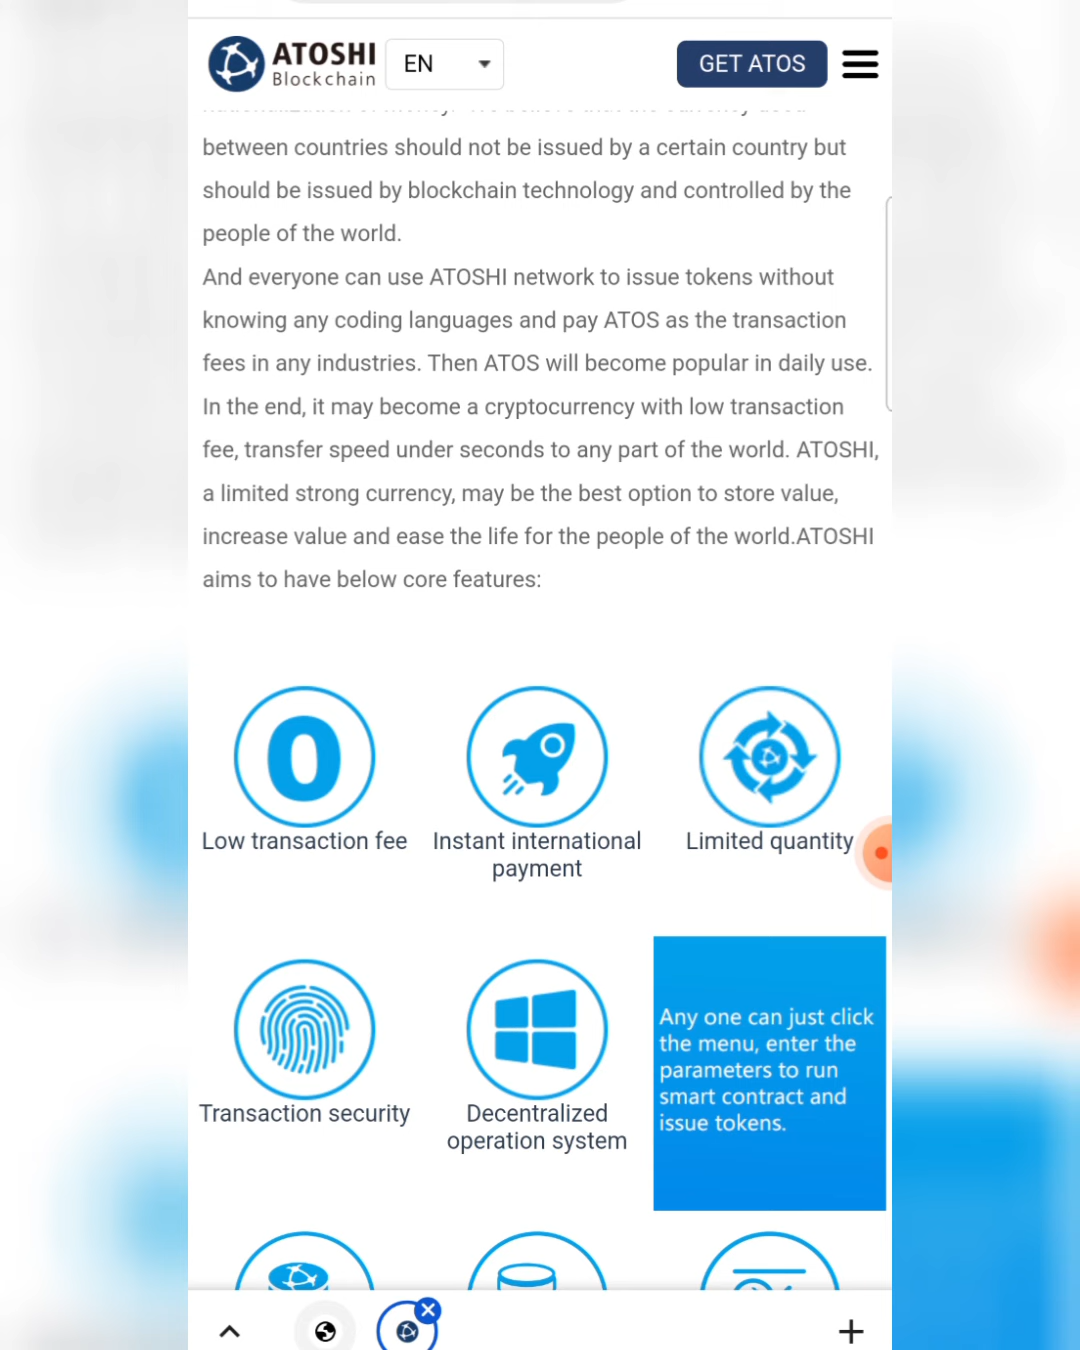 ATOSHI
Blockchain
EN
GET ATOS
between countries should not be issued by a certain country but
should be issued by blockchain technology and controlled by the
people of the world.
And everyone can use ATOSHI network to issue tokens without
knowing any coding languages and pay ATOS as the transaction
fees in any industries. Then ATOS will become popular in daily use.
In the end, it may become a cryptocurrency with low transaction
fee, transfer speed under seconds to any part of the world. ATOSHI,
a limited strong currency, may be the best option to store value,
increase value and ease the life for the people of the world.ATOSHI
aims to have below core features:
0
Low transaction fee
Instant international
payment
Limited quantity
Transaction security
Decentralized
operation system
Any one can just click
the menu, enter the
parameters to run
smart contract and
issue tokens.